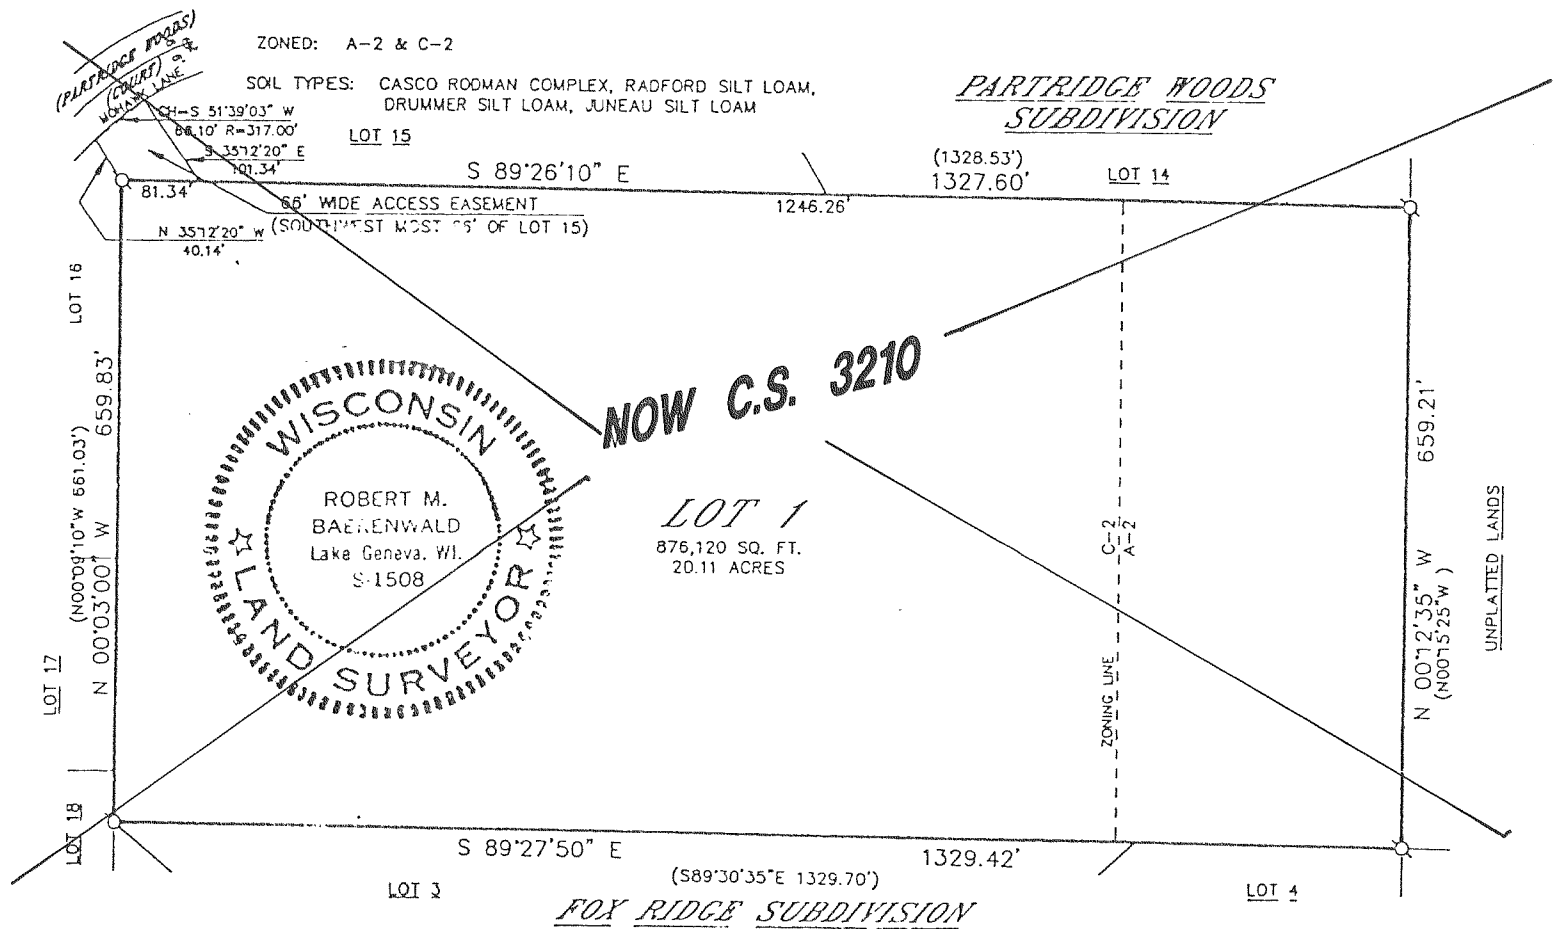 (PARTRIDGE WOODS)
(COURT)
MOHAWK LANE
ZONED: A-2 & C-2
SOIL TYPES: CASCO RODMAN COMPLEX, RADFORD SILT LOAM,
DRUMMER SILT LOAM, JUNEAU SILT LOAM
PARTRIDGE WOODS
SUBDIVISION
CH=S 51°39'03" W
66.10' R=317.00'
S 35°12'20" E
101.34'
LOT 15
S 89°26'10" E
(1328.53')
1327.60'
LOT 14
81.34'
66' WIDE ACCESS EASEMENT
(SOUTHWEST MOST 66' OF LOT 15)
1246.26'
N 35°12'20" W
40.14'
LOT 16
659.83'
(N00°09'10"W 661.03')
N 00°03'00" W
LOT 17
LOT 18
WISCONSIN
ROBERT M.
BAERENWALD
Lake Geneva, WI.
S-1508
LAND SURVEYOR
NOW C.S. 3210
LOT 1
876,120 SQ. FT.
20.11 ACRES
C-2
A-2
ZONING LINE
659.21'
N 00°12'35" W
(N00°15'25"W )
UNPLATTED LANDS
S 89°27'50" E
1329.42'
(S89°30'35"E 1329.70')
LOT 3
LOT 4
FOX RIDGE SUBDIVISION